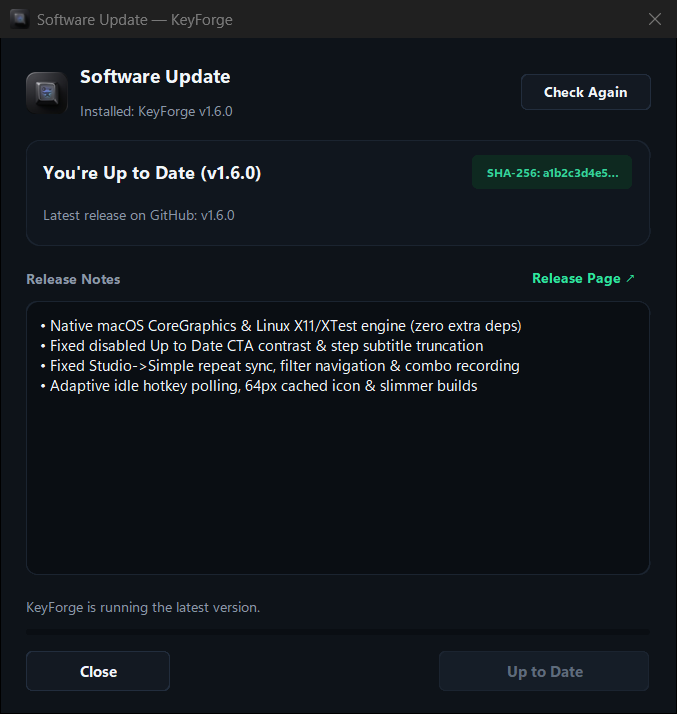 Software Update — KeyForge
Software Update
Installed: KeyForge v1.6.0
Check Again
You're Up to Date (v1.6.0)
SHA-256: a1b2c3d4e5...
Latest release on GitHub: v1.6.0
Release Notes
Release Page ↗
• Native macOS CoreGraphics & Linux X11/XTest engine (zero extra deps)
• Fixed disabled Up to Date CTA contrast & step subtitle truncation
• Fixed Studio->Simple repeat sync, filter navigation & combo recording
• Adaptive idle hotkey polling, 64px cached icon & slimmer builds
KeyForge is running the latest version.
Close
Up to Date